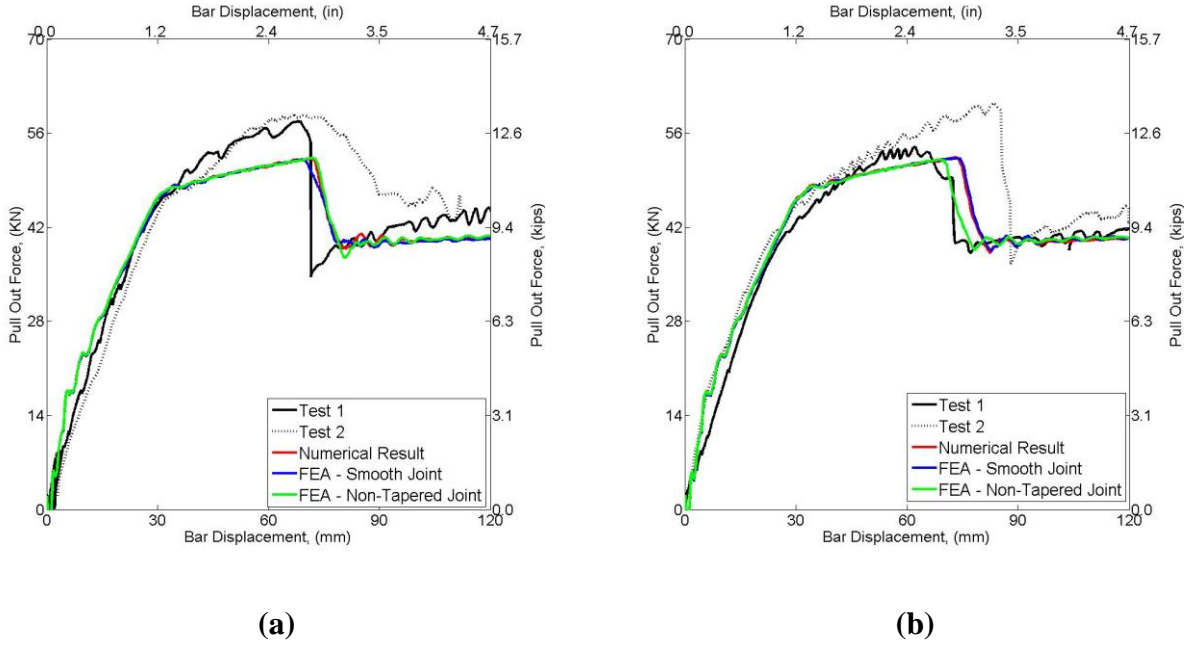 Bar Displacement, (in)
0.0 1.2 2.4 3.5 4.7
70 15.7
56 12.6
42 9.4
28 6.3
14 3.1
0 0.0
Pull Out Force, (KN)
Pull Out Force, (kips)
Test 1
Test 2
Numerical Result
FEA - Smooth Joint
FEA - Non-Tapered Joint
0 30 60 90 120
Bar Displacement, (mm)
(a)
Bar Displacement, (in)
0.0 1.2 2.4 3.5 4.7
70 15.7
56 12.6
42 9.4
28 6.3
14 3.1
0 0.0
Pull Out Force, (KN)
Pull Out Force, (kips)
Test 1
Test 2
Numerical Result
FEA - Smooth Joint
FEA - Non-Tapered Joint
0 30 60 90 120
Bar Displacement, (mm)
(b)